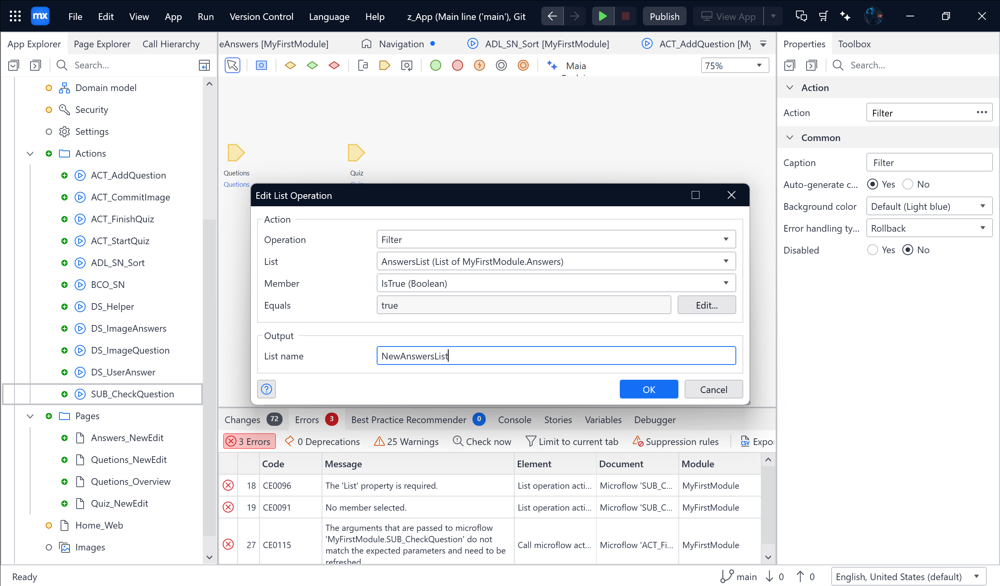 mx File Edit View App Run Version Control Language Help z_App (Main line ('main'), Git Publish View App
App Explorer Page Explorer Call Hierarchy
Search...
Domain model
Security
Settings
Actions
ACT_AddQuestion
ACT_CommitImage
ACT_FinishQuiz
ACT_StartQuiz
ADL_SN_Sort
BCO_SN
DS_Helper
DS_ImageAnswers
DS_ImageQuestion
DS_UserAnswer
SUB_CheckQuestion
Pages
Answers_NewEdit
Quetions_NewEdit
Quetions_Overview
Quiz_NewEdit
Home_Web
Images
eAnswers [MyFirstModule] Navigation ADL_SN_Sort [MyFirstModule] ACT_AddQuestion [My
Maia
75%
Quetions
Quetions
Quiz
Edit List Operation
Action
Operation Filter
List AnswersList (List of MyFirstModule.Answers)
Member IsTrue (Boolean)
Equals true Edit...
Output
List name NewAnswersList
OK Cancel
Changes 72 Errors 3 Best Practice Recommender 0 Console Stories Variables Debugger
3 Errors 0 Deprecations 25 Warnings Check now Limit to current tab Suppression rules CSV Expor
Code Message Element Document Module
18 CE0096 The 'List' property is required. List operation acti... Microflow 'SUB_C... MyFirstModule
19 CE0091 No member selected. List operation acti... Microflow 'SUB_C... MyFirstModule
27 CE0115 The arguments that are passed to microflow
'MyFirstModule.SUB_CheckQuestion' do not
match the expected parameters and need to be
refreshed
Call microflow act... Microflow 'ACT_Fi... MyFirstModule
Properties Toolbox
Search...
Action
Action Filter
Common
Caption Filter
Auto-generate c... Yes No
Background color Default (Light blue)
Error handling ty... Rollback
Disabled Yes No
Ready main 0 0 English, United States (default)